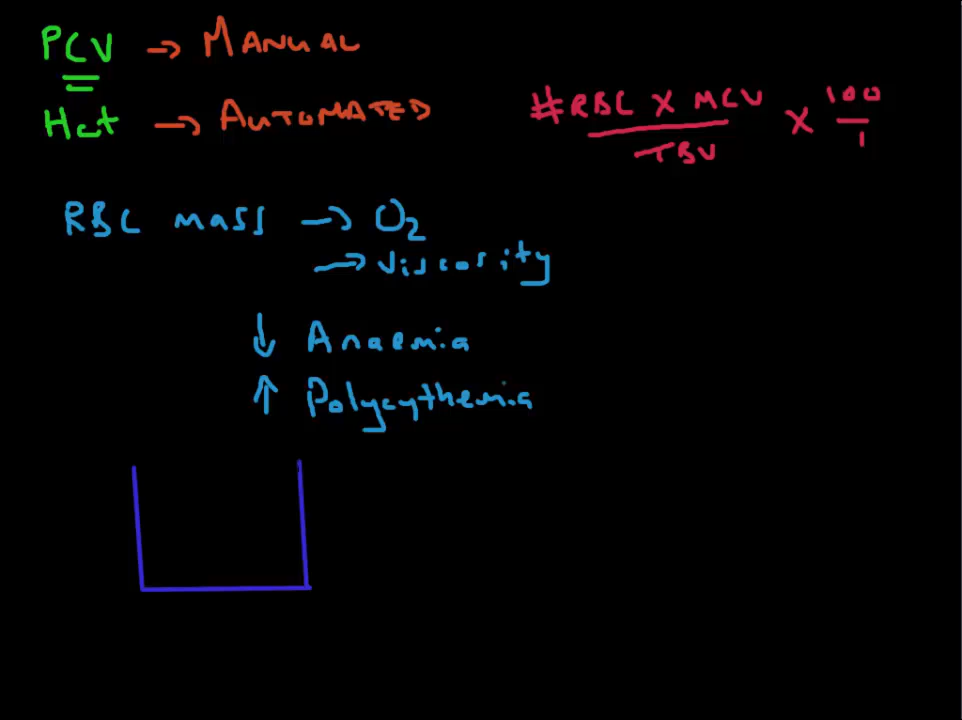 PCV → MANUAL
Hct → AUTOMATED
#RBC X MCV / TBV X 100 / 1
RBC mass → O2
→ viscosity
↓ Anaemia
↑ Polycythemia